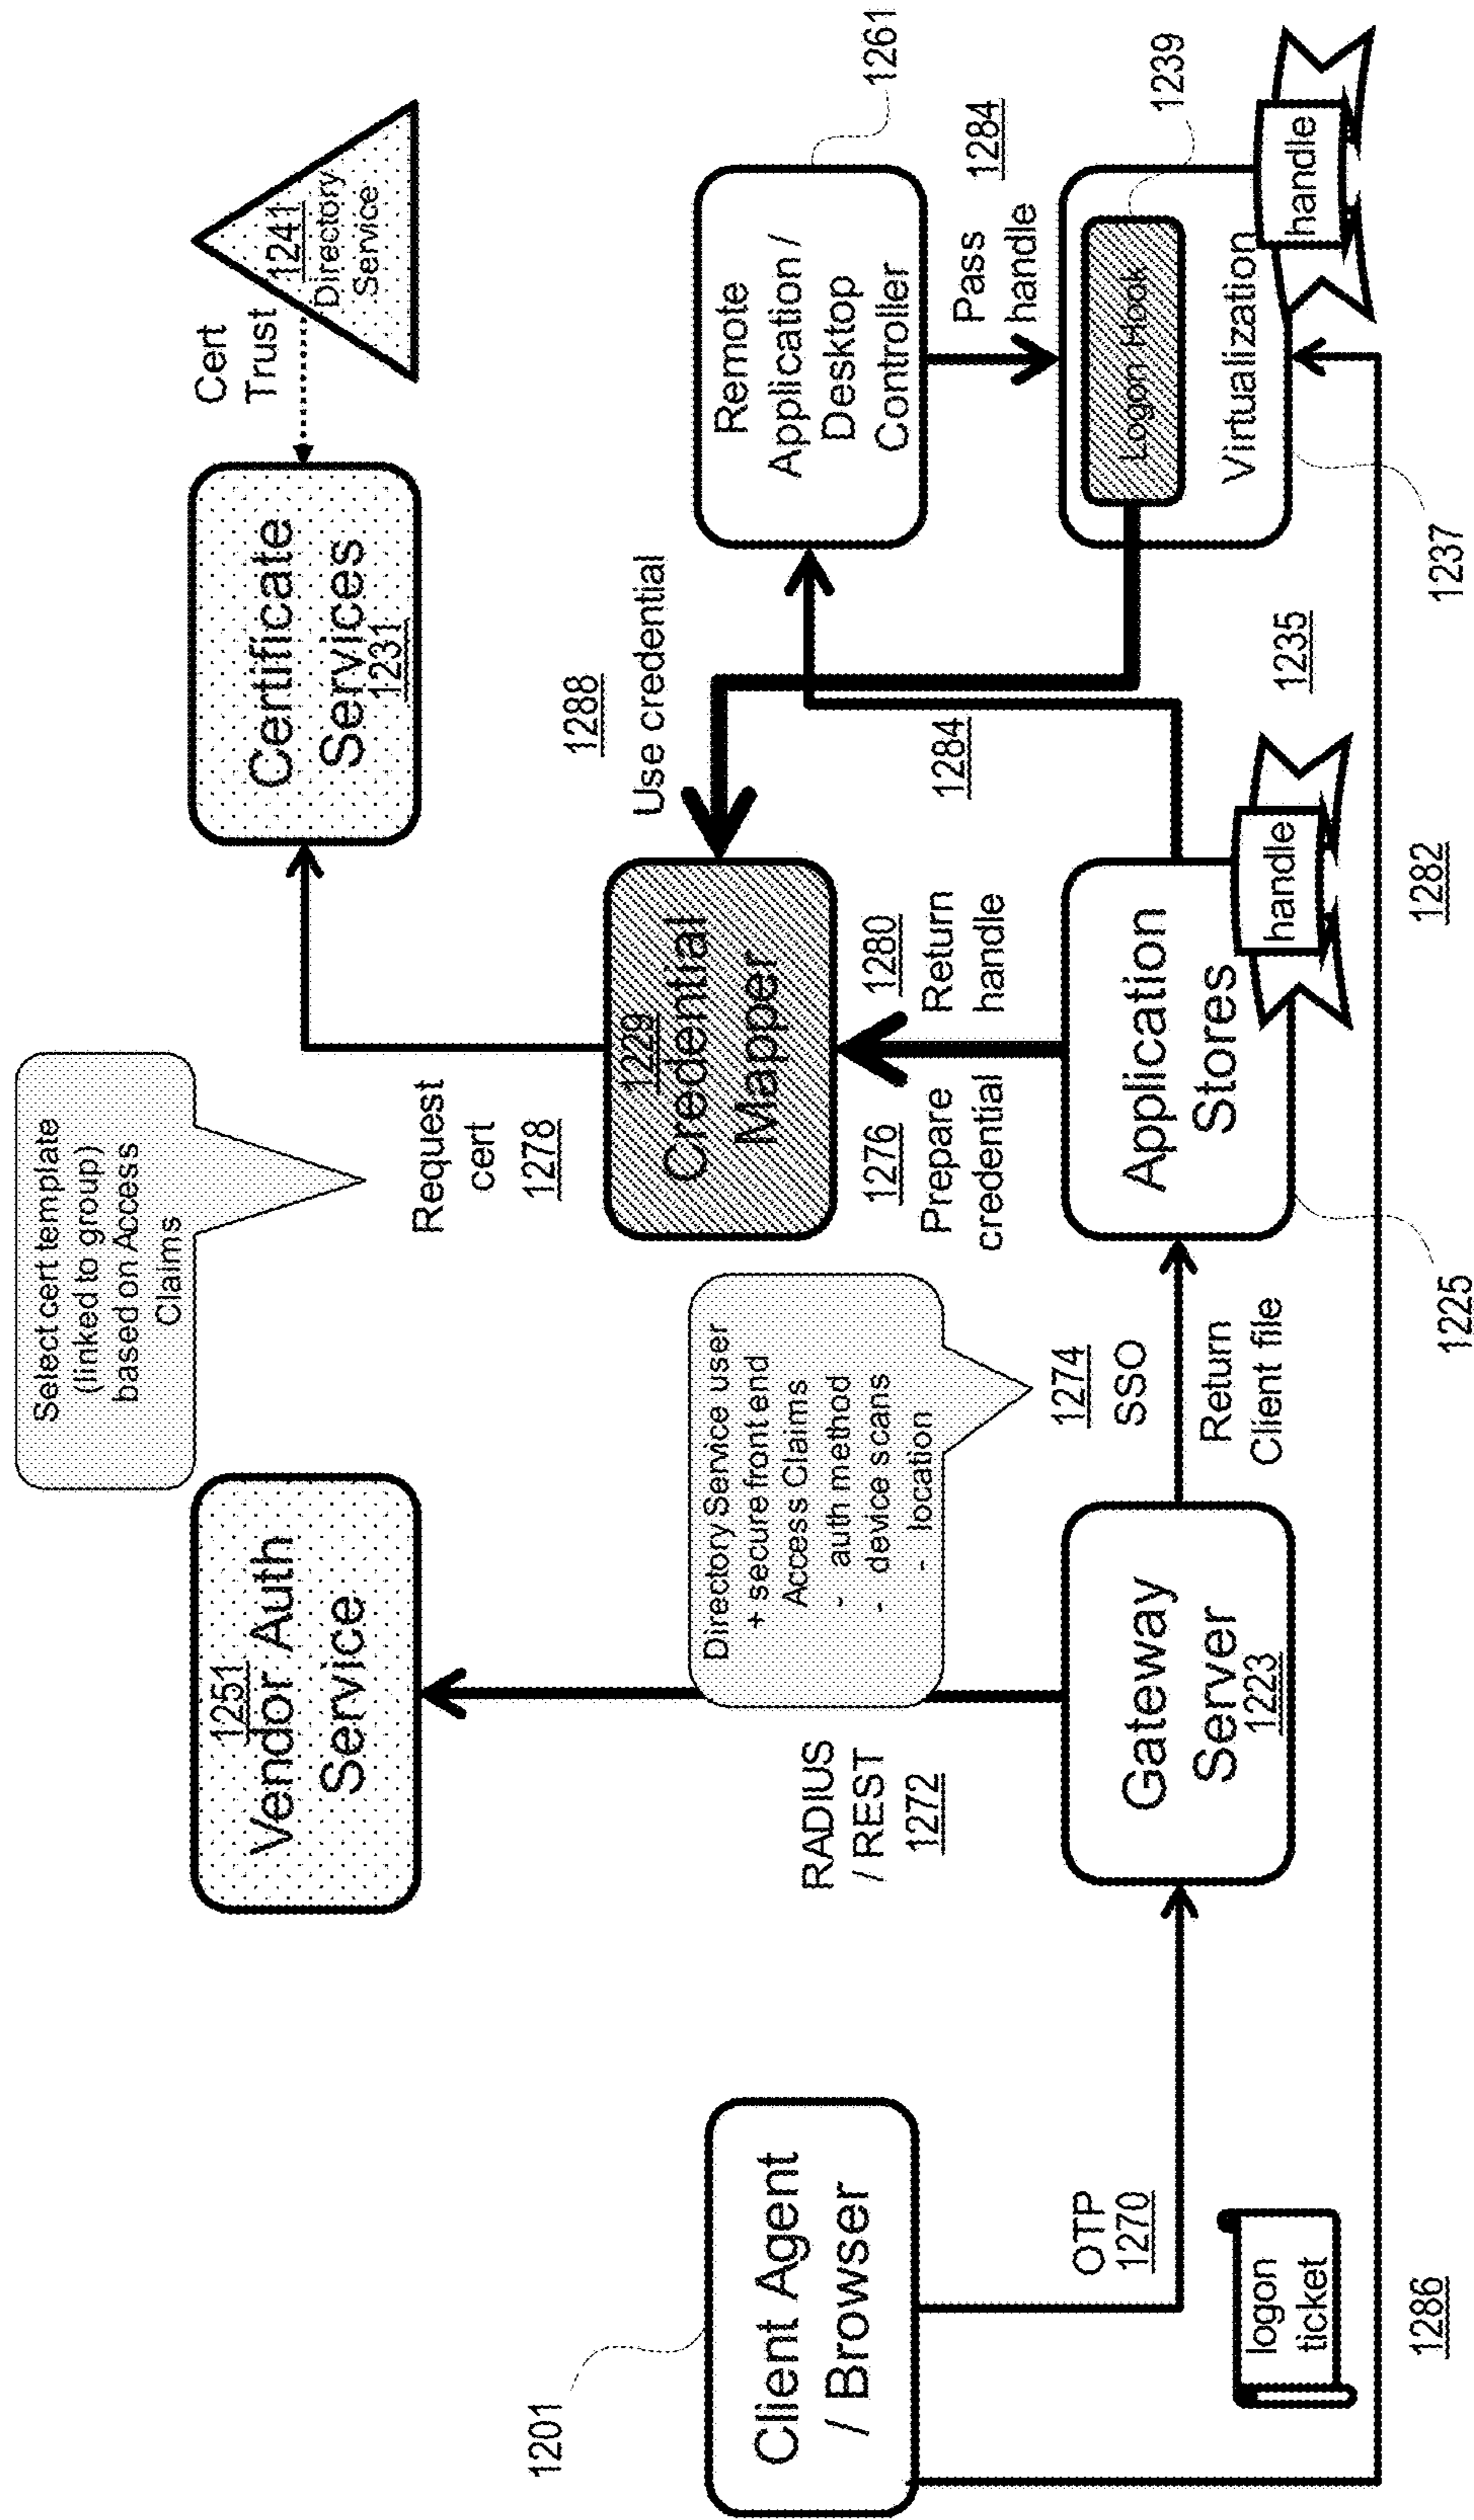 Select cert template
(linked to group)
based on Access
Claims
1251
Vendor Auth
Service
Certificate
Services
1231
Cert
Trust
1241
Directory
Service
Request
cert
1278
1288
Use credential
1229
Credential
Mapper
Directory Service user
+ secure front end
Access Claims
- auth method
- device scans
- location
RADIUS
/ REST
1272
1201
Client Agent
/ Browser
OTP
1270
logon
ticket
1286
Gateway
Server
1223
1274
SSO
Return
Client file
1276
Prepare
credential
1280
Return
handle
Application
Stores
handle
1225
1282
1235
1284
Remote
Application /
Desktop
Controller
1261
Pass
handle
1284
Logon Hook
1239
Virtualization
handle
1237